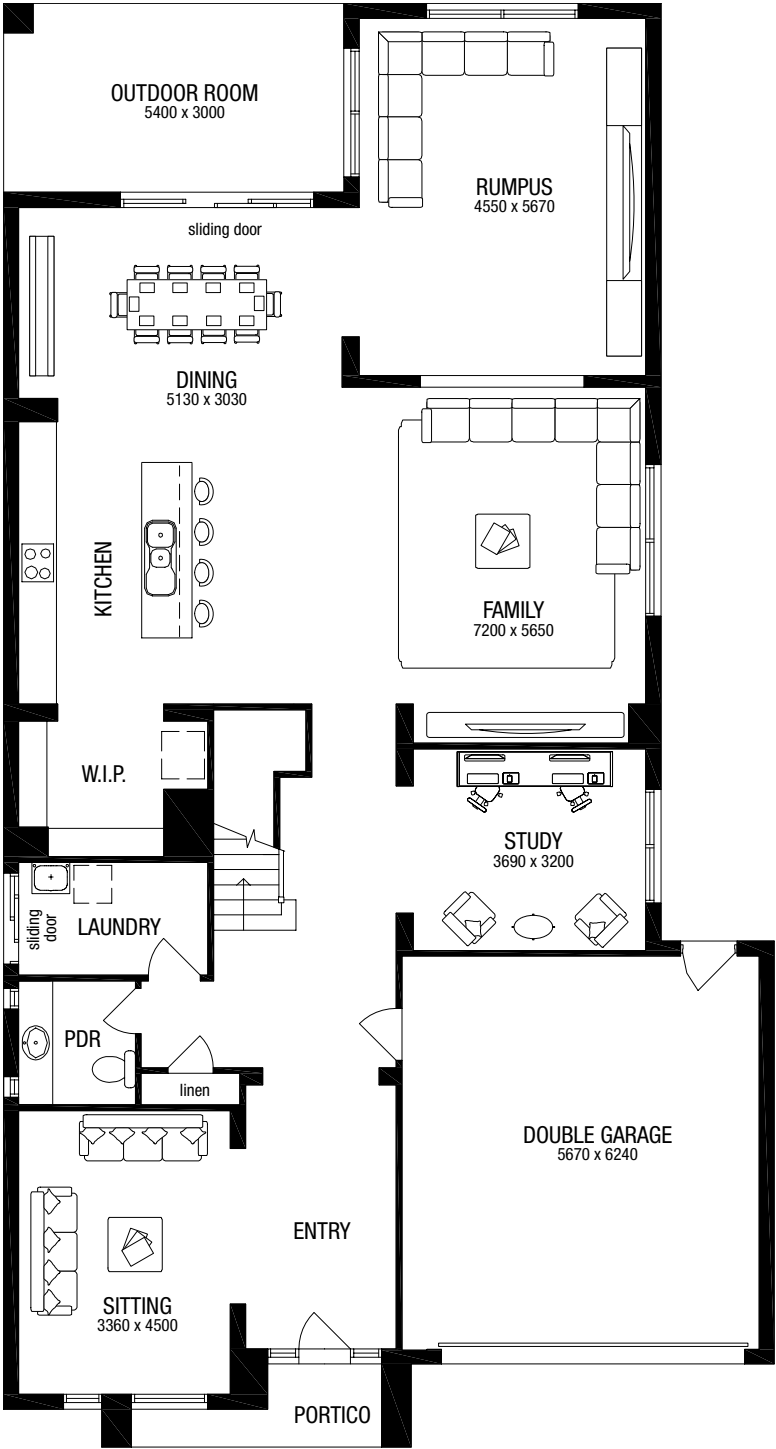 OUTDOOR ROOM
5400 x 3000
RUMPUS
4550 x 5670
sliding door
DINING
5130 x 3030
KITCHEN
FAMILY
7200 x 5650
W.I.P.
STUDY
3690 x 3200
sliding
door
LAUNDRY
PDR
linen
DOUBLE GARAGE
5670 x 6240
ENTRY
SITTING
3360 x 4500
PORTICO